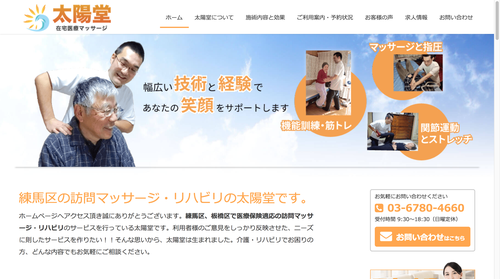 太陽堂
在宅医療マッサージ
ホーム 太陽堂について 施術内容と効果 ご利用案内・予約状況 お客様の声 求人情報 お問い合わせ
幅広い技術と経験で
あなたの笑顔をサポートします
マッサージと指圧
機能訓練・筋トレ
関節運動
とストレッチ
練馬区の訪問マッサージ・リハビリの太陽堂です。
ホームページへアクセス頂き誠にありがとうございます。練馬区、板橋区で医療保険適応の訪問マッサ
ージ・リハビリのサービスを行っている太陽堂です。利用者様のご意見をしっかり反映させた、ニーズ
に則したサービスを作りたい！！そんな思いから、太陽堂は生まれました。介護・リハビリでお困りの
方、どんな内容でもお気軽にご相談ください。
お気軽にお問い合わせください
03-6780-4660
受付時間 9:30～18:30（日曜定休）
お問い合わせはこちら